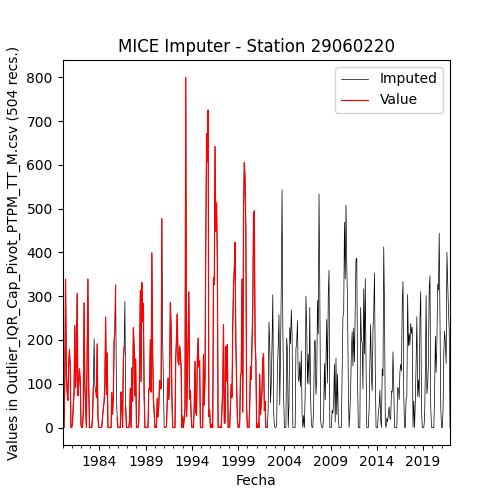 MICE Imputer - Station 29060220
Values in Outlier_IQR_Cap_Pivot_PTPM_TT_M.csv (504 recs.)
800
700
600
500
400
300
200
100
0
Imputed
Value
1984 1989 1994 1999 2004 2009 2014 2019
Fecha